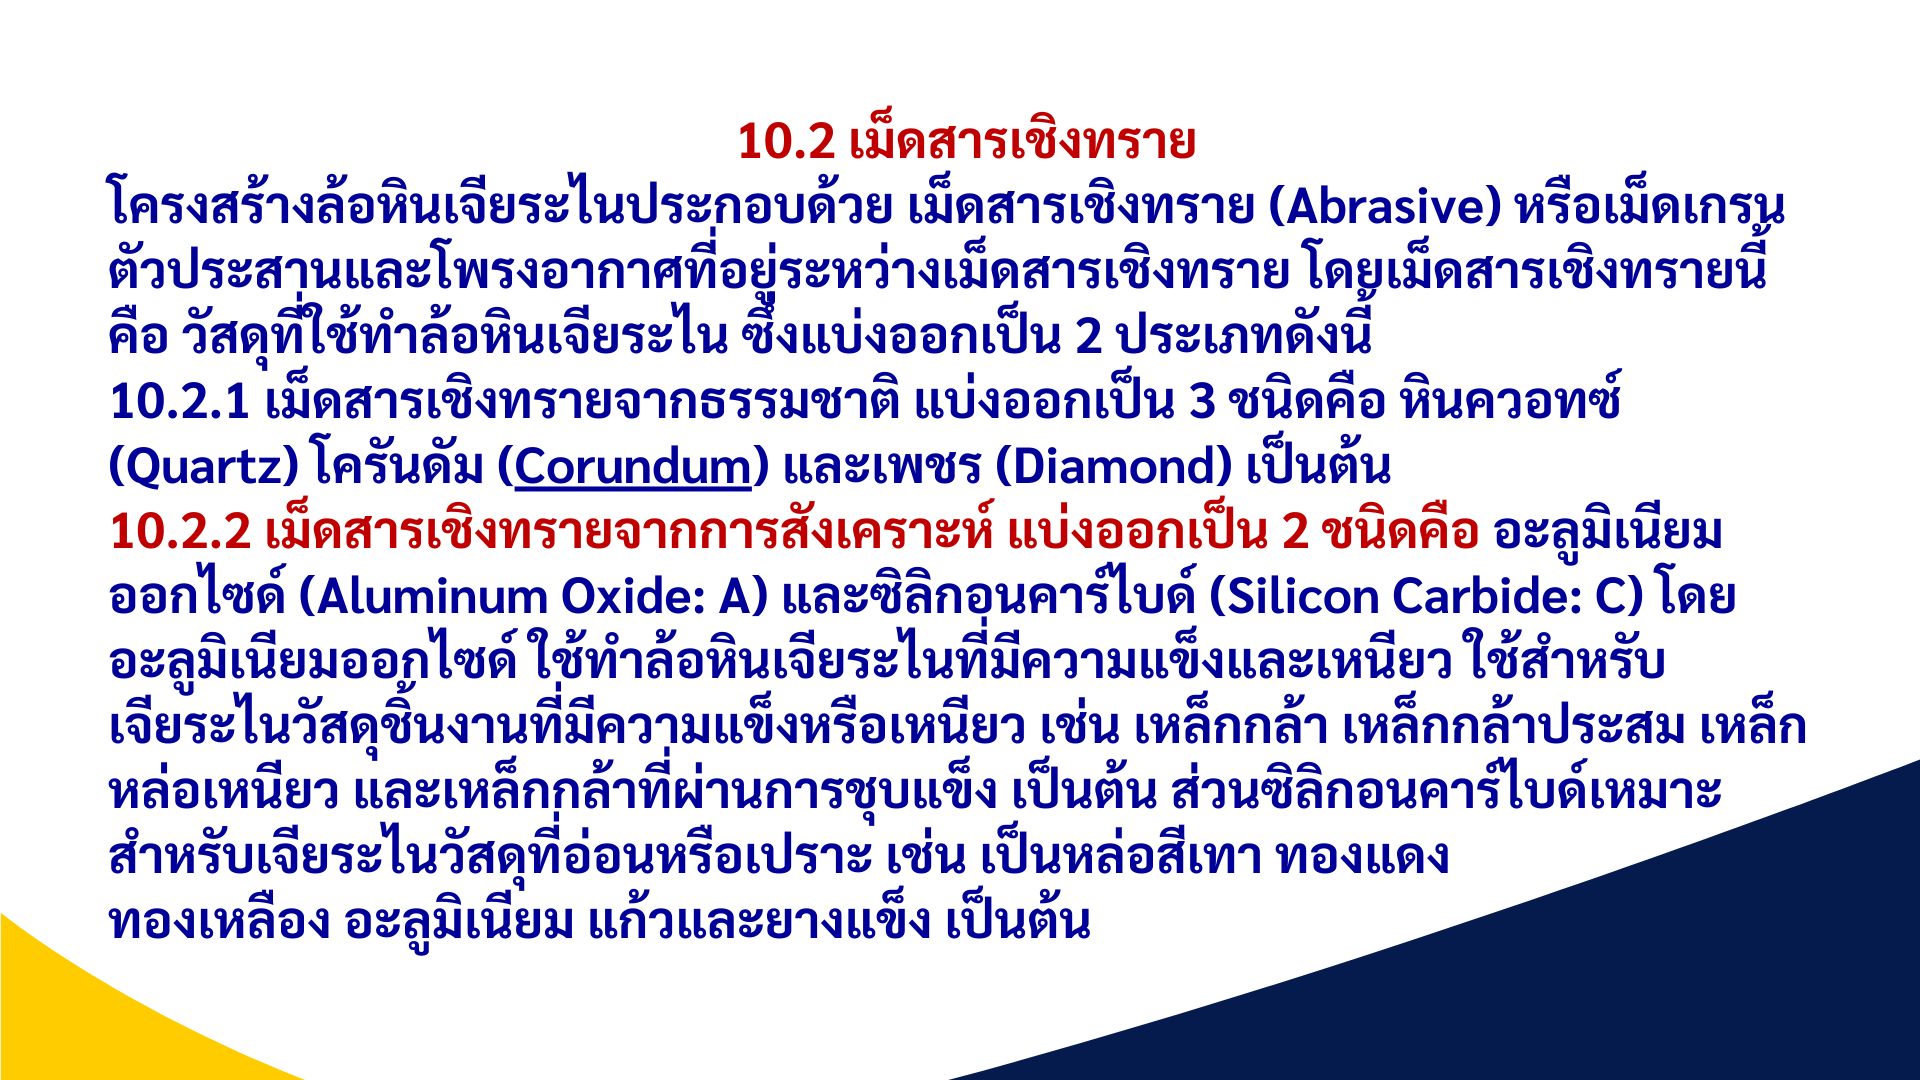 10.2 เม็ดสารเชิงทราย
โครงสร้างล้อหินเจียระไนประกอบด้วย เม็ดสารเชิงทราย (Abrasive) หรือเม็ดเกรน
ตัวประสานและโพรงอากาศที่อยู่ระหว่างเม็ดสารเชิงทราย โดยเม็ดสารเชิงทรายนี้
คือ วัสดุที่ใช้ทำล้อหินเจียระไน ซึ่งแบ่งออกเป็น 2 ประเภทดังนี้
10.2.1 เม็ดสารเชิงทรายจากธรรมชาติ แบ่งออกเป็น 3 ชนิดคือ หินควอทซ์
(Quartz) โครันดัม (Corundum) และเพชร (Diamond) เป็นต้น
10.2.2 เม็ดสารเชิงทรายจากการสังเคราะห์ แบ่งออกเป็น 2 ชนิดคือ อะลูมิเนียม
ออกไซด์ (Aluminum Oxide: A) และซิลิกอนคาร์ไบด์ (Silicon Carbide: C) โดย
อะลูมิเนียมออกไซด์ ใช้ทำล้อหินเจียระไนที่มีความแข็งและเหนียว ใช้สำหรับ
เจียระไนวัสดุชิ้นงานที่มีความแข็งหรือเหนียว เช่น เหล็กกล้า เหล็กกล้าประสม เหล็ก
หล่อเหนียว และเหล็กกล้าที่ผ่านการชุบแข็ง เป็นต้น ส่วนซิลิกอนคาร์ไบด์เหมาะ
สำหรับเจียระไนวัสดุที่อ่อนหรือเปราะ เช่น เป็นหล่อสีเทา ทองแดง
ทองเหลือง อะลูมิเนียม แก้วและยางแข็ง เป็นต้น